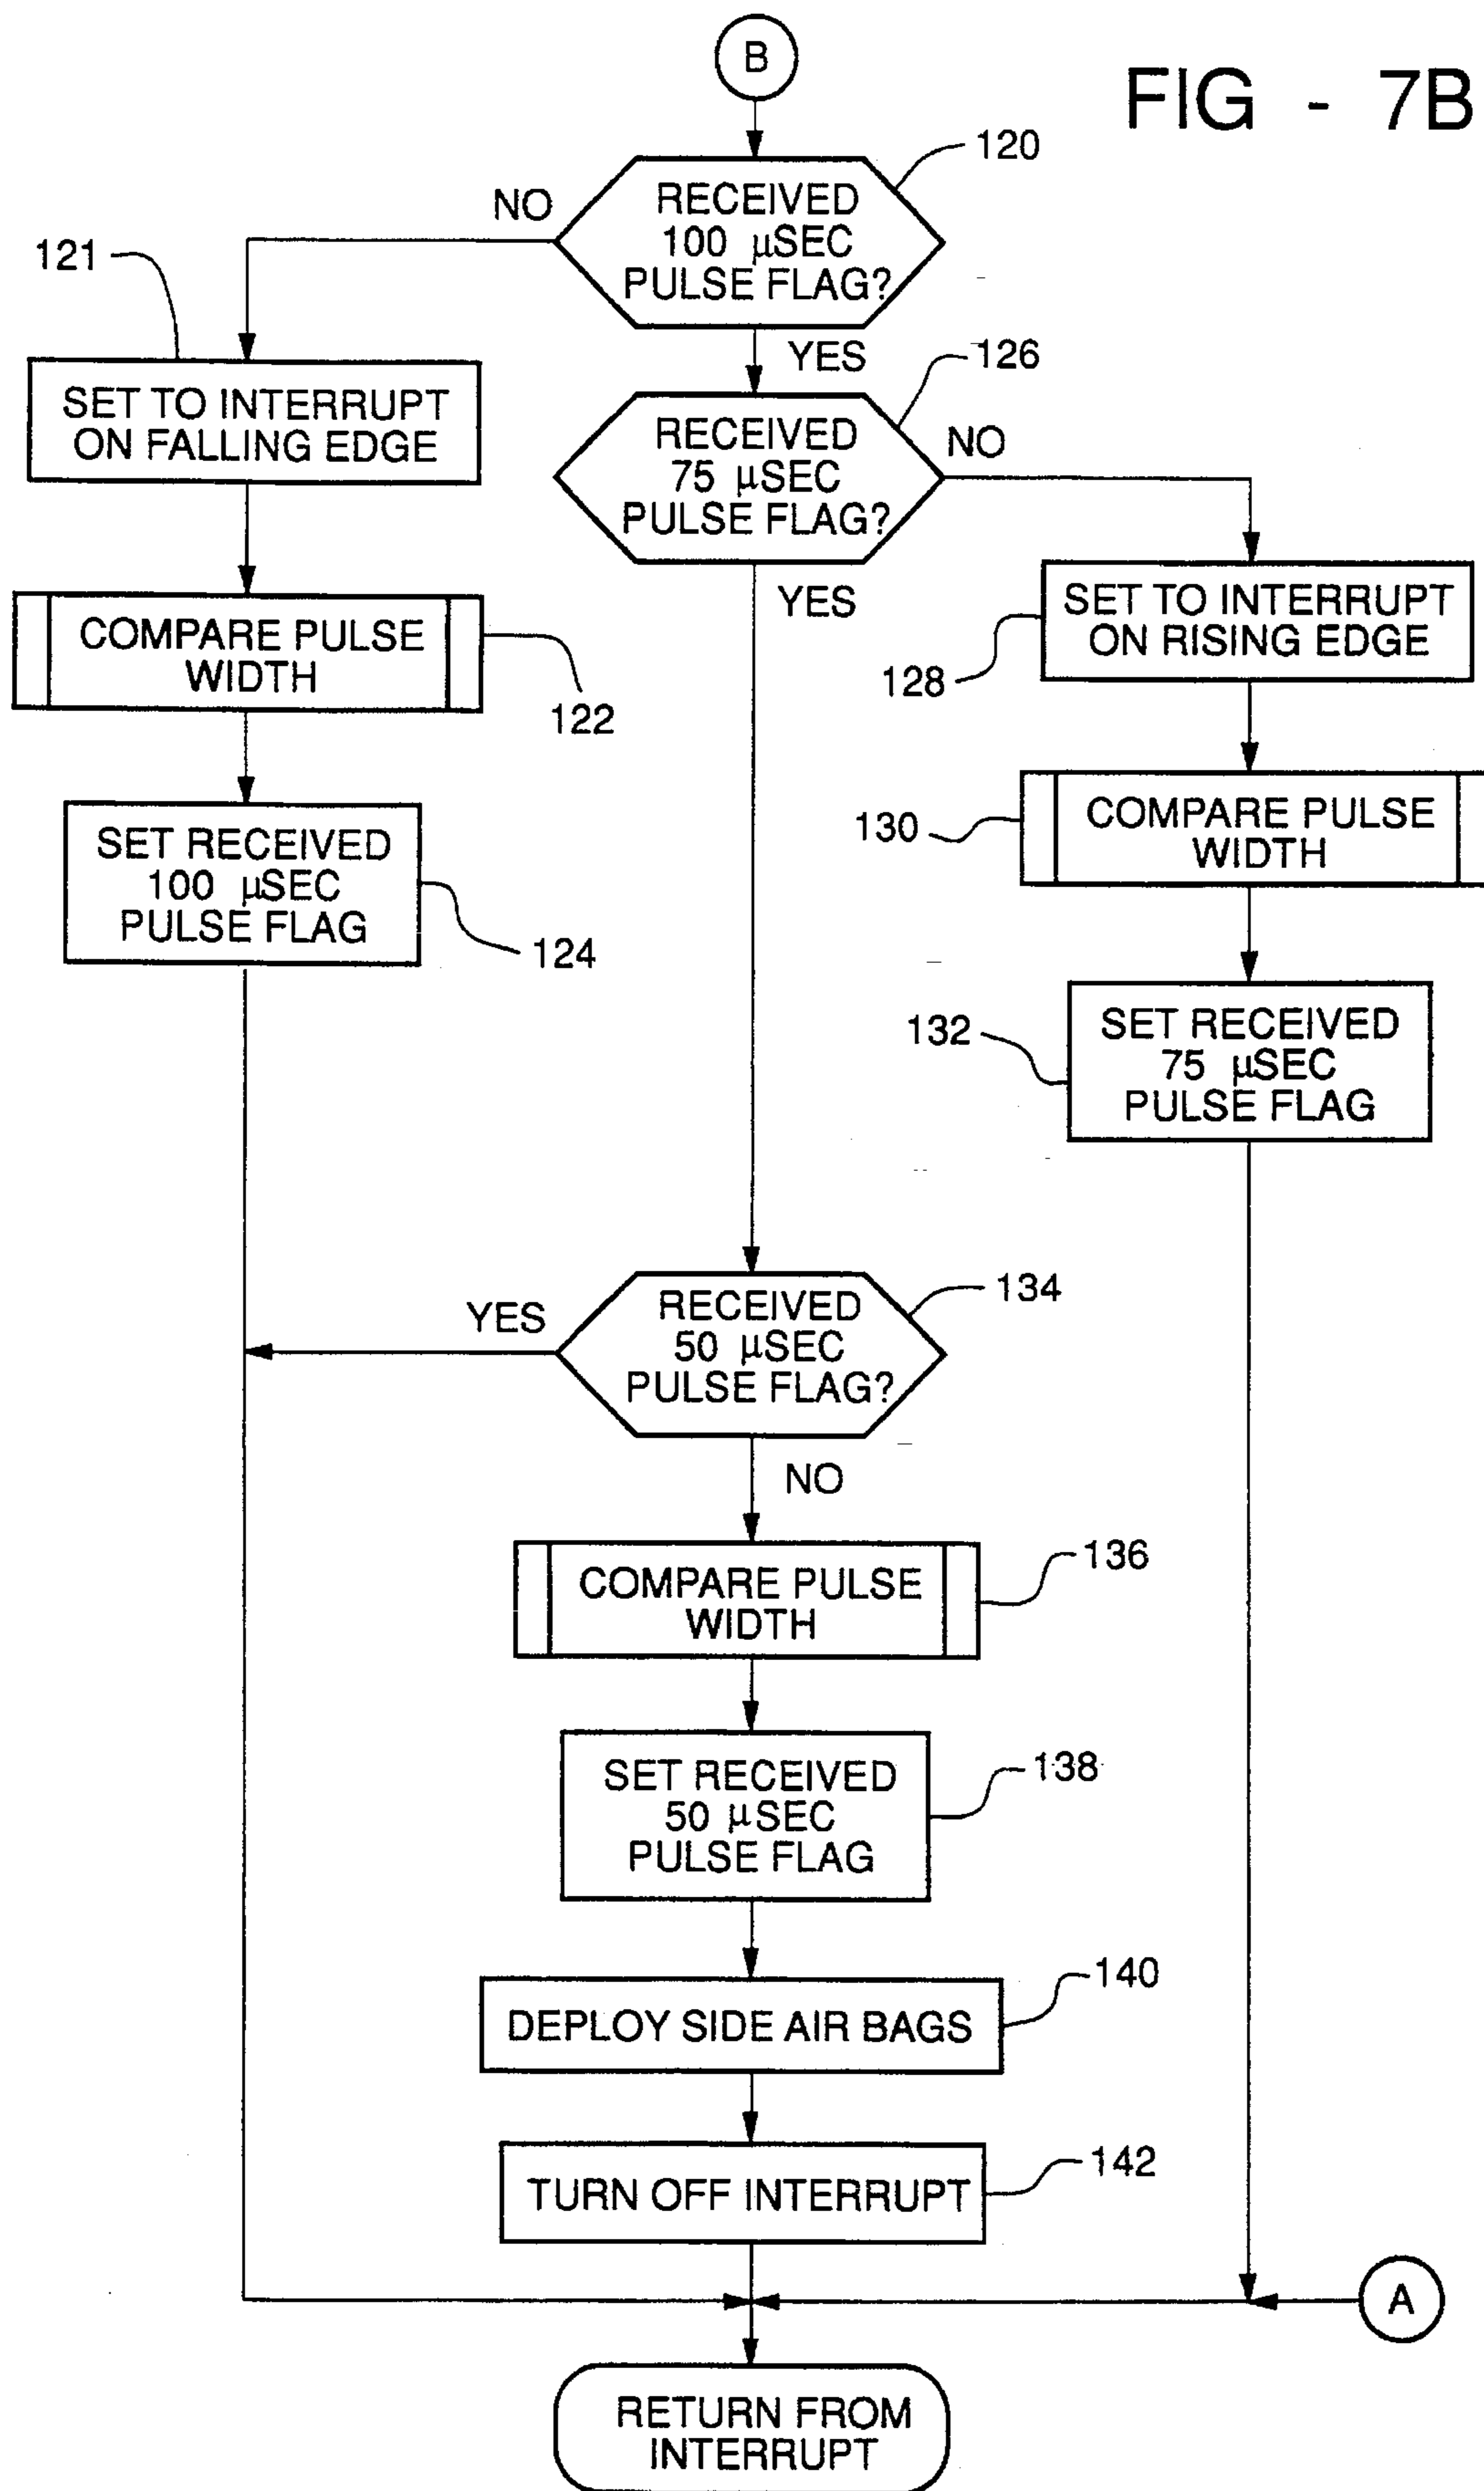 B
FIG - 7B
120
NO
RECEIVED
100 µSEC
PULSE FLAG?
121
YES
126
SET TO INTERRUPT
ON FALLING EDGE
RECEIVED
75 µSEC
PULSE FLAG?
NO
YES
SET TO INTERRUPT
ON RISING EDGE
128
COMPARE PULSE
WIDTH
122
COMPARE PULSE
WIDTH
130
SET RECEIVED
100 µSEC
PULSE FLAG
124
SET RECEIVED
75 µSEC
PULSE FLAG
132
134
YES
RECEIVED
50 µSEC
PULSE FLAG?
NO
136
COMPARE PULSE
WIDTH
138
SET RECEIVED
50 µSEC
PULSE FLAG
140
DEPLOY SIDE AIR BAGS
142
TURN OFF INTERRUPT
A
RETURN FROM
INTERRUPT